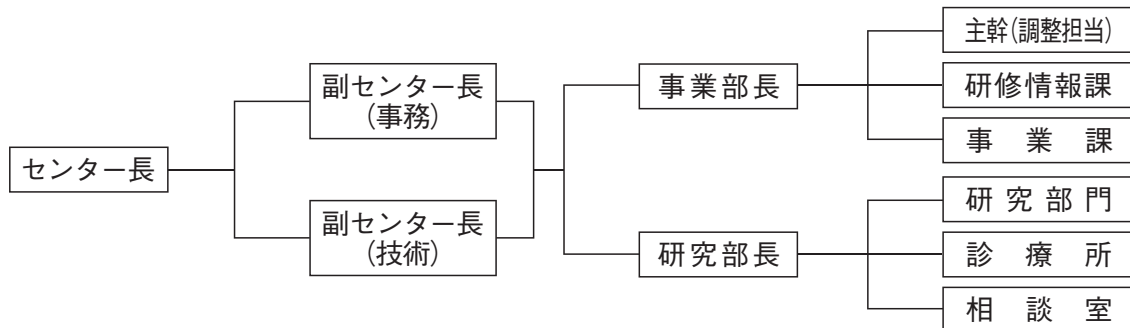 センター長
副センター長
(事務)
副センター長
(技術)
事業部長
主幹(調整担当)
研修情報課
事業課
研究部長
研究部門
診療所
相談室